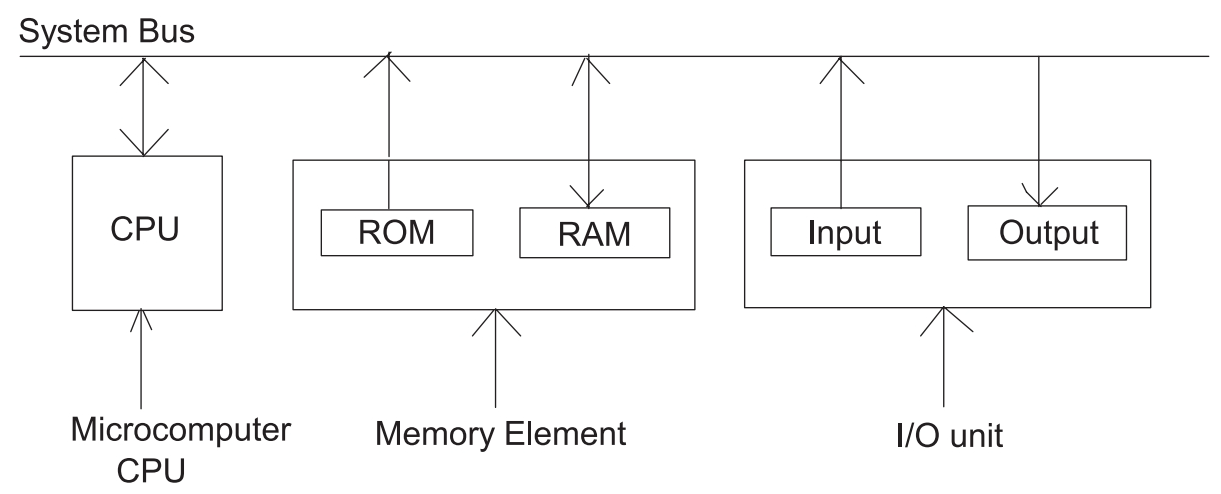 System Bus
CPU
ROM
RAM
Input
Output
Microcomputer
CPU
Memory Element
I/O unit